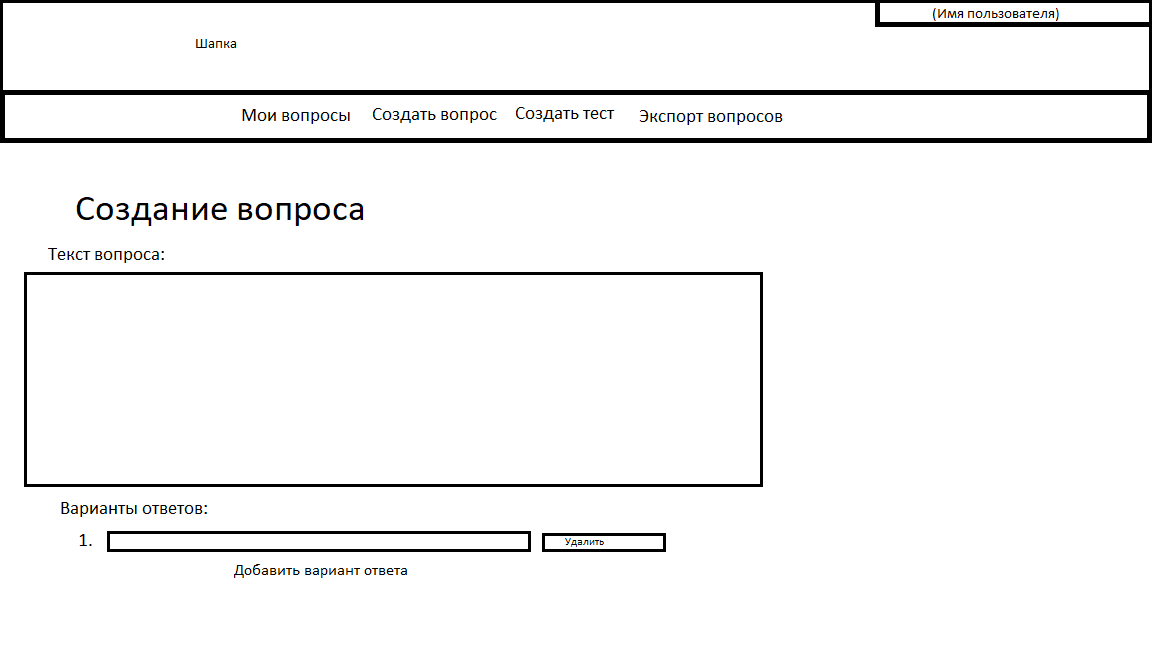 (Имя пользователя)
Шапка
Мои вопросы Создать вопрос Создать тест Экспорт вопросов
Создание вопроса
Текст вопроса:
Варианты ответов:
1. Удалить
Добавить вариант ответа